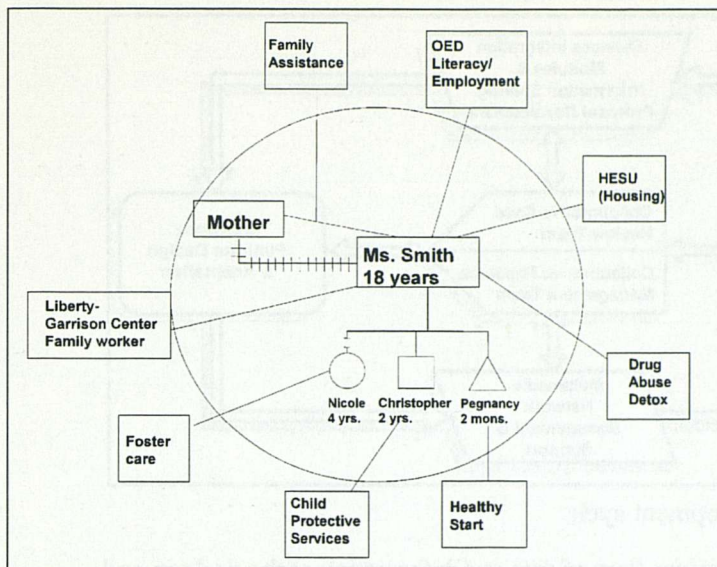 Family
Assistance
OED
Literacy/
Employment
HESU
(Housing)
Mother
Ms. Smith
18 years
Liberty-
Garrison Center
Family worker
Nicole
4 yrs.
Christopher
2 yrs.
Pegnancy
2 mons.
Drug
Abuse
Detox
Foster
care
Child
Protective
Services
Healthy
Start